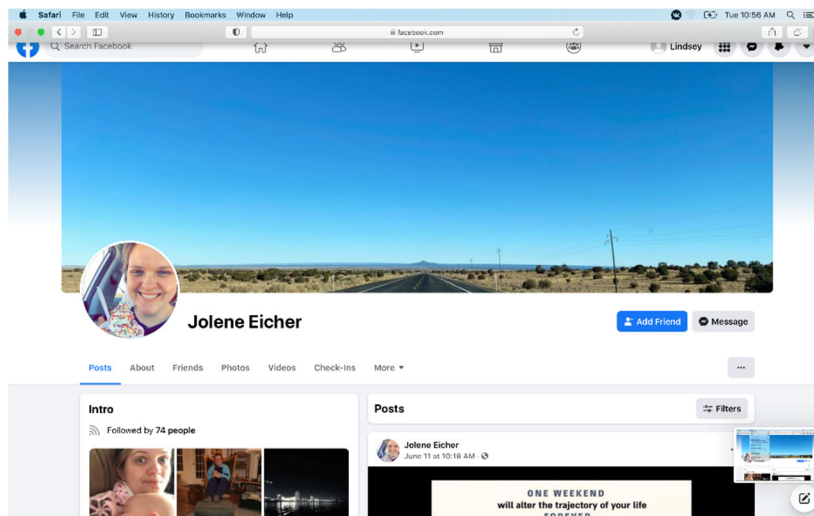 Safari File Edit View History Bookmarks Window Help
Tue 10:56 AM
facebook.com
Search Facebook
Lindsey
Jolene Eicher
Add Friend
Message
Posts About Friends Photos Videos Check-Ins More
Intro
Followed by 74 people
Posts
Filters
Jolene Eicher
June 11 at 10:18 AM ·
ONE WEEKEND
will alter the trajectory of your life
FOREVER